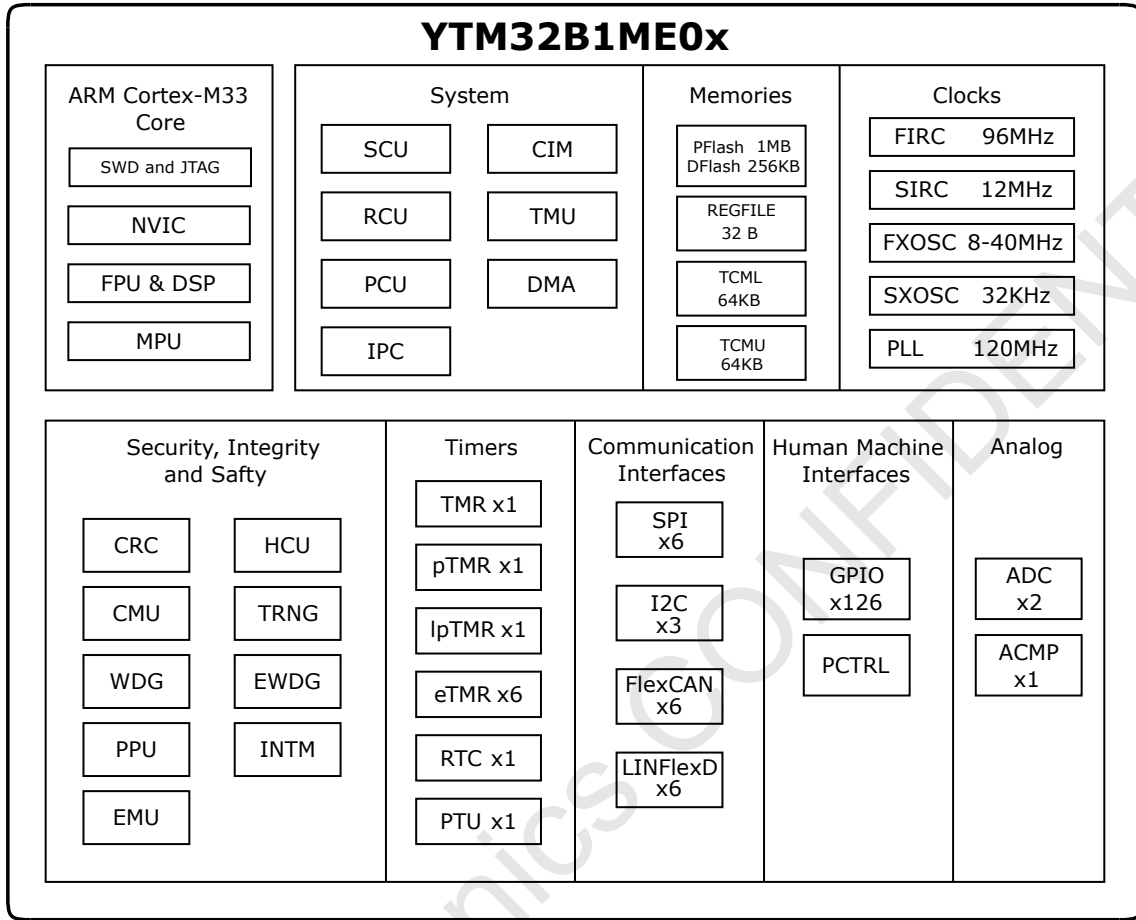 YTM32B1ME0x
ARM Cortex-M33
Core
SWD and JTAG
NVIC
FPU & DSP
MPU
System
SCU
CIM
RCU
TMU
PCU
DMA
IPC
Memories
PFlash 1MB
DFlash 256KB
REGFILE
32 B
TCML
64KB
TCMU
64KB
Clocks
FIRC 96MHz
SIRC 12MHz
FXOSC 8-40MHz
SXOSC 32KHz
PLL 120MHz
Security, Integrity
and Safty
CRC
HCU
CMU
TRNG
WDG
EWDG
PPU
INTM
EMU
Timers
TMR x1
pTMR x1
lpTMR x1
eTMR x6
RTC x1
PTU x1
Communication
Interfaces
SPI
x6
I2C
x3
FlexCAN
x6
LINFlexD
x6
Human Machine
Interfaces
GPIO
x126
PCTRL
Analog
ADC
x2
ACMP
x1
nics CONFIDENT